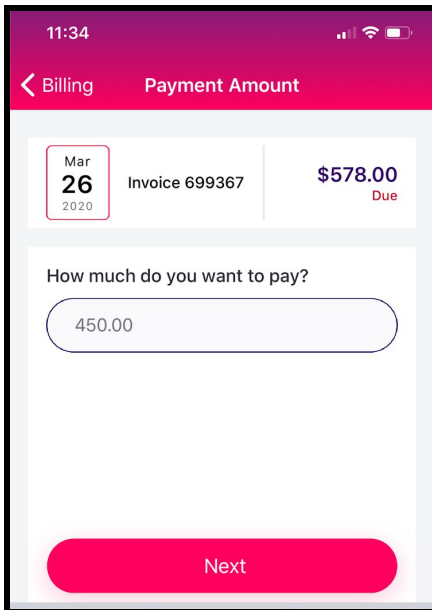 11:34
Billing
Payment Amount
Mar
26
2020
Invoice 699367
$578.00
Due
How much do you want to pay?
450.00
Next